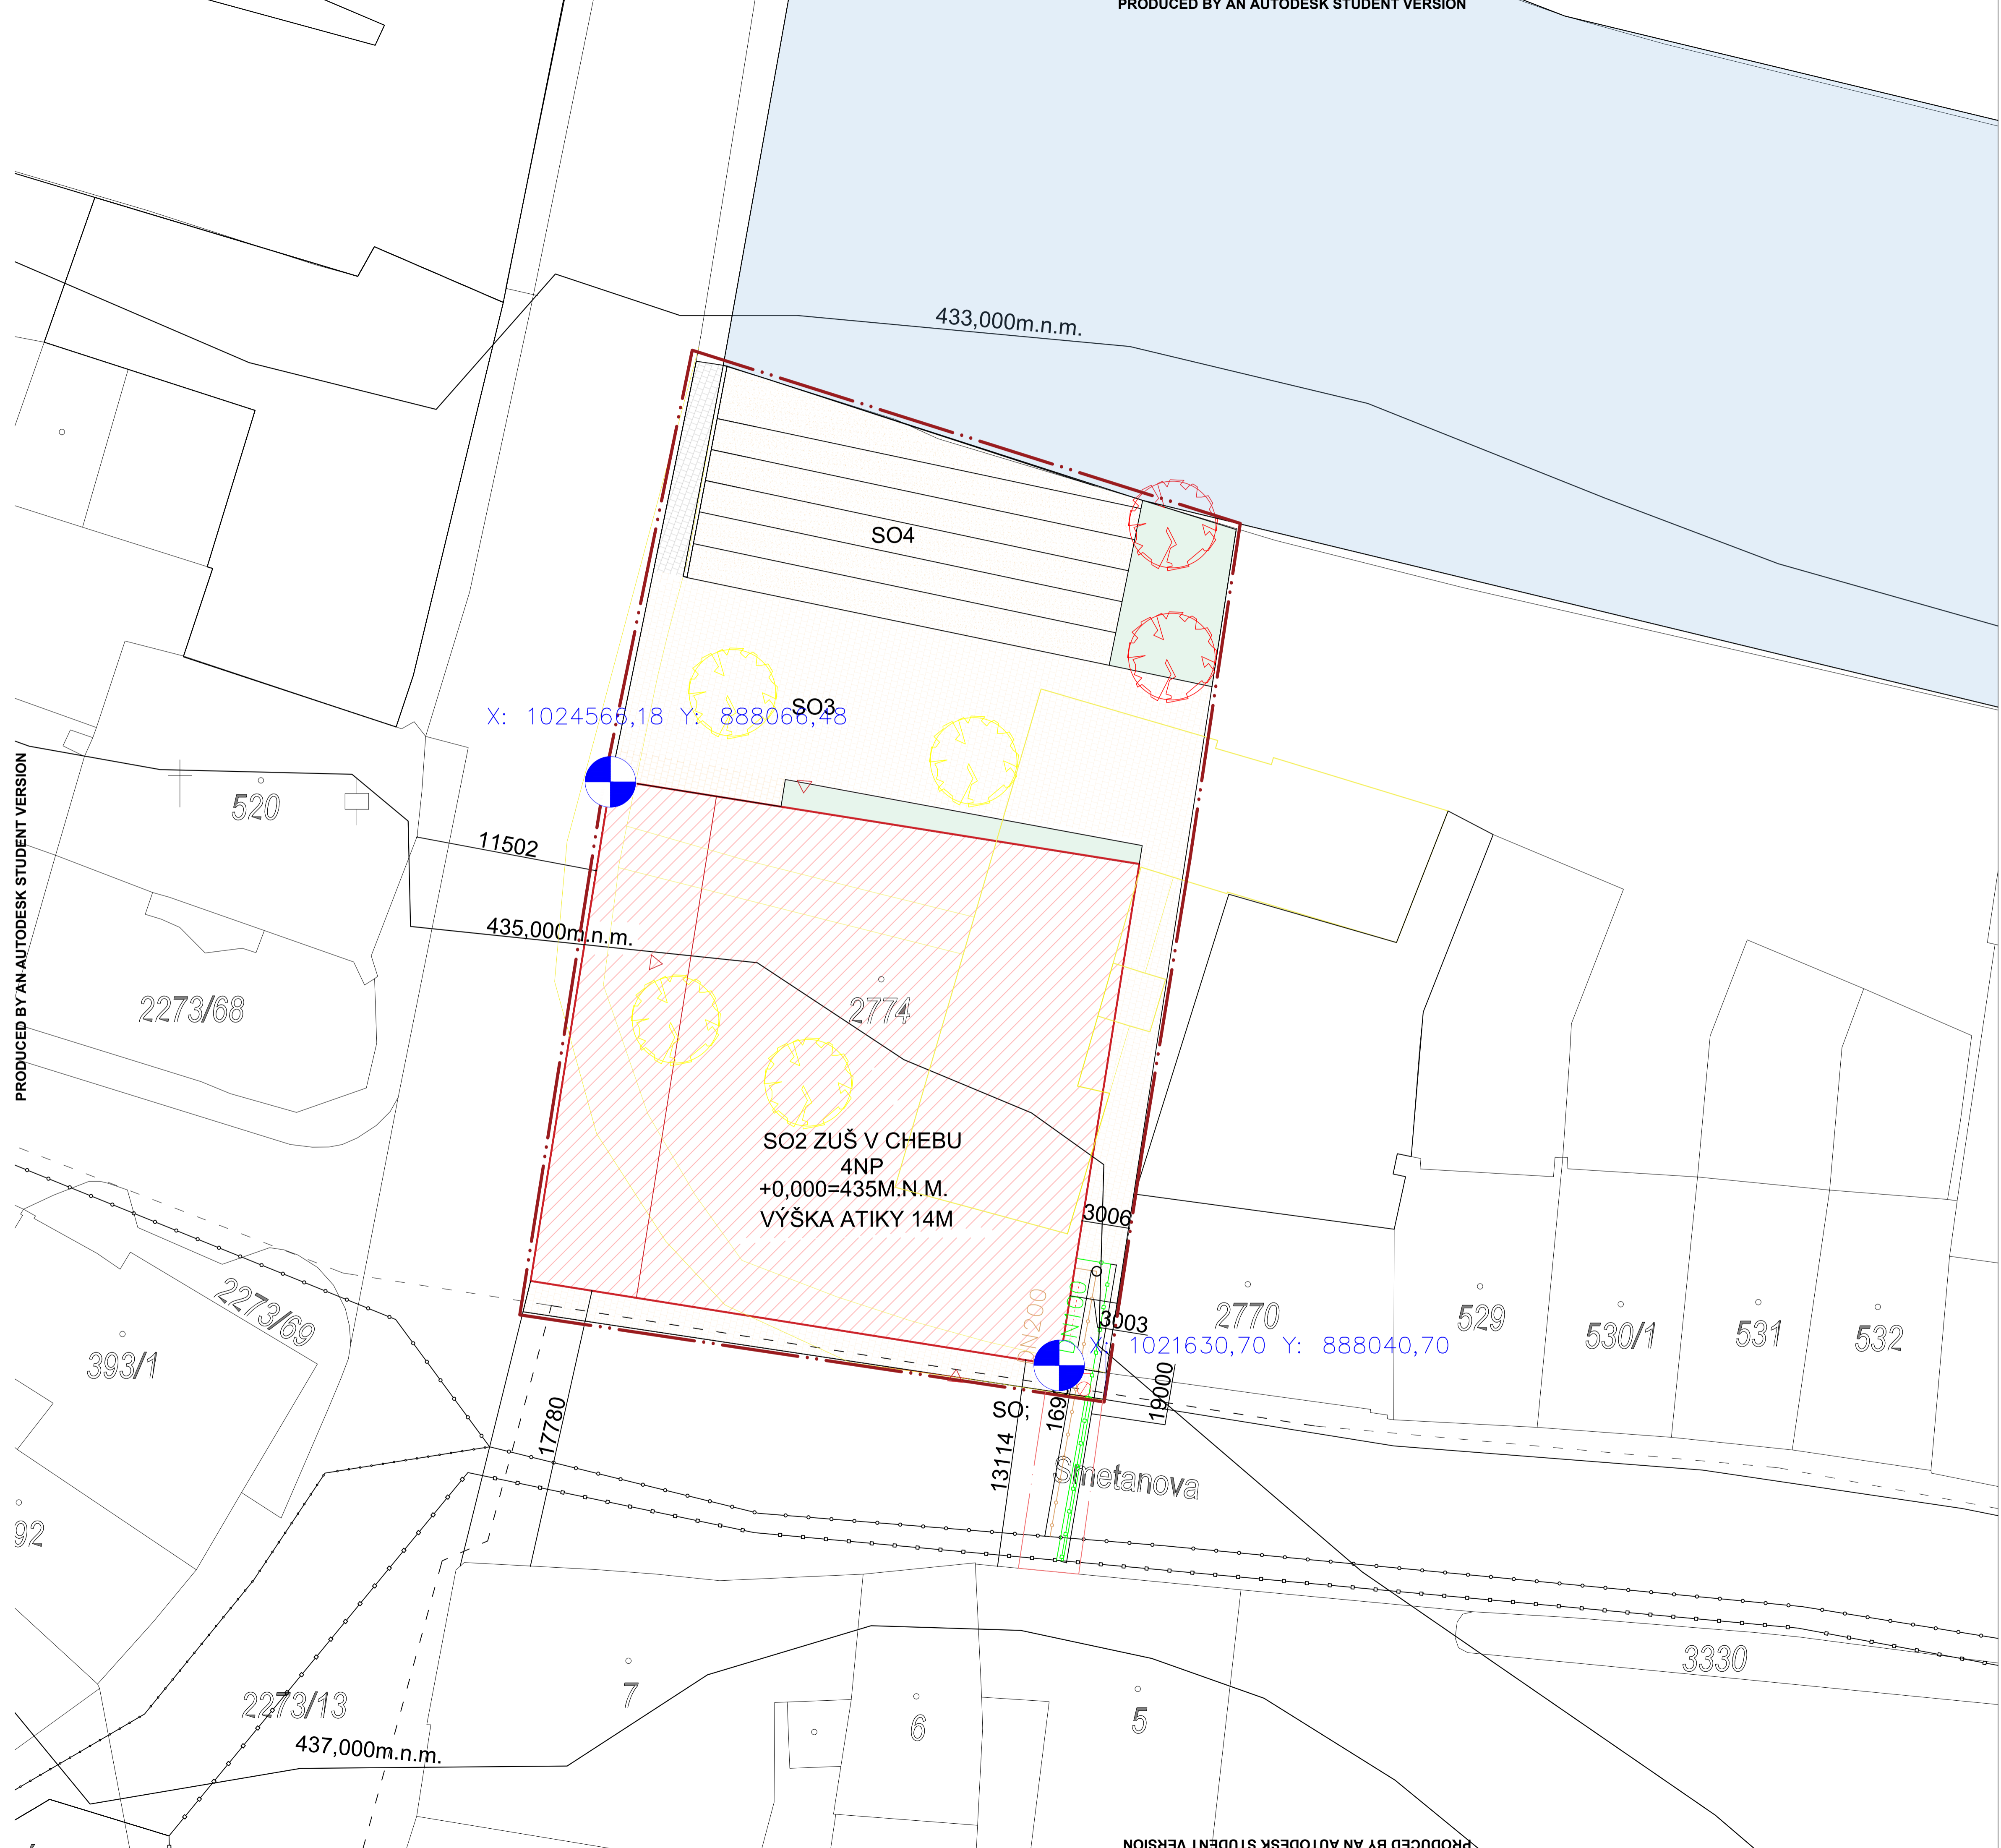 PRODUCED BY AN AUTODESK STUDENT VERSION
433,000m.n.m.
SO4
SO3
X: 1024566,18 Y: 888066,48
PRODUCED BY AN AUTODESK STUDENT VERSION
520
11502
435,000m.n.m.
2273/68
2774
SO2 ZUŠ V CHEBU
4NP
+0,000=435M.N.M.
VÝŠKA ATIKY 14M
3006
DN200
DN100
3003
2273/69
2770
529
530/1
531
532
393/1
X: 1021630,70 Y: 888040,70
19000
17780
SO;
13114
Smetanova
92
3330
2273/13
7
6
5
437,000m.n.m.
PRODUCED BY AN AUTODESK STUDENT VERSION